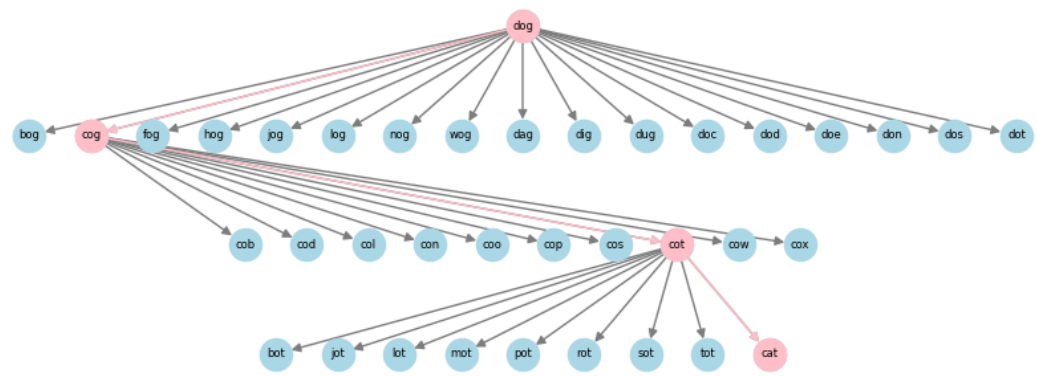 dog
bog cog fog hog jog log nog wog dag dig dug doc dod doe don dos dot
cob cod col con coo cop cos cot cow cox
bot jot lot mot pot rot sot tot cat